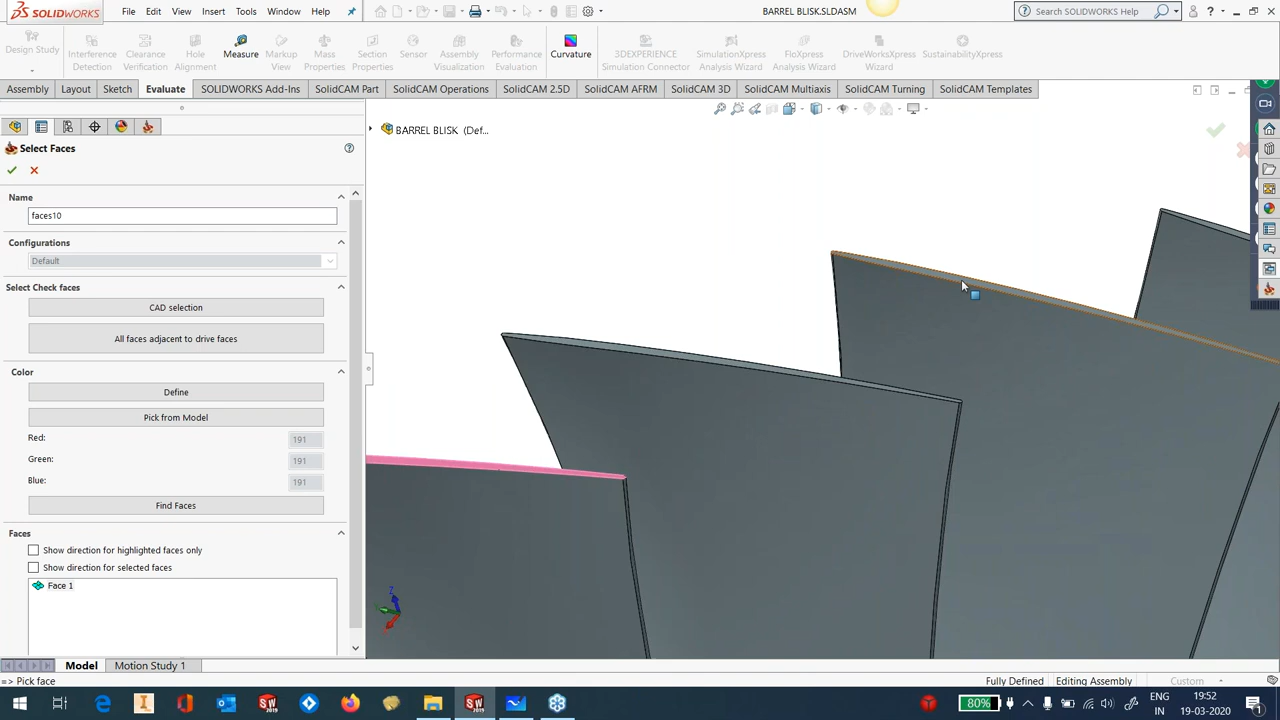 SOLIDWORKS File Edit View Insert Tools Window Help BARREL BLISK.SLDASM Search SOLIDWORKS Help
Design Study
Interference Detection
Clearance Verification
Hole Alignment
Measure
Markup View
Mass Properties
Section Properties
Sensor
Assembly Visualization
Performance Evaluation
Curvature
3DEXPERIENCE Simulation Connector
SimulationXpress Analysis Wizard
FloXpress Analysis Wizard
DriveWorksXpress Wizard
SustainabilityXpress
Assembly Layout Sketch Evaluate SOLIDWORKS Add-Ins SolidCAM Part SolidCAM Operations SolidCAM 2.5D SolidCAM AFRM SolidCAM 3D SolidCAM Multiaxis SolidCAM Turning SolidCAM Templates
BARREL BLISK (Def...
Select Faces
Name
faces10
Configurations
Default
Select Check faces
CAD selection
All faces adjacent to drive faces
Color
Define
Pick from Model
Red: 191
Green: 191
Blue: 191
Find Faces
Faces
Show direction for highlighted faces only
Show direction for selected faces
Face 1
Z
Model Motion Study 1
=> Pick face Fully Defined Editing Assembly Custom
80% ENG 19:52
IN 19-03-2020